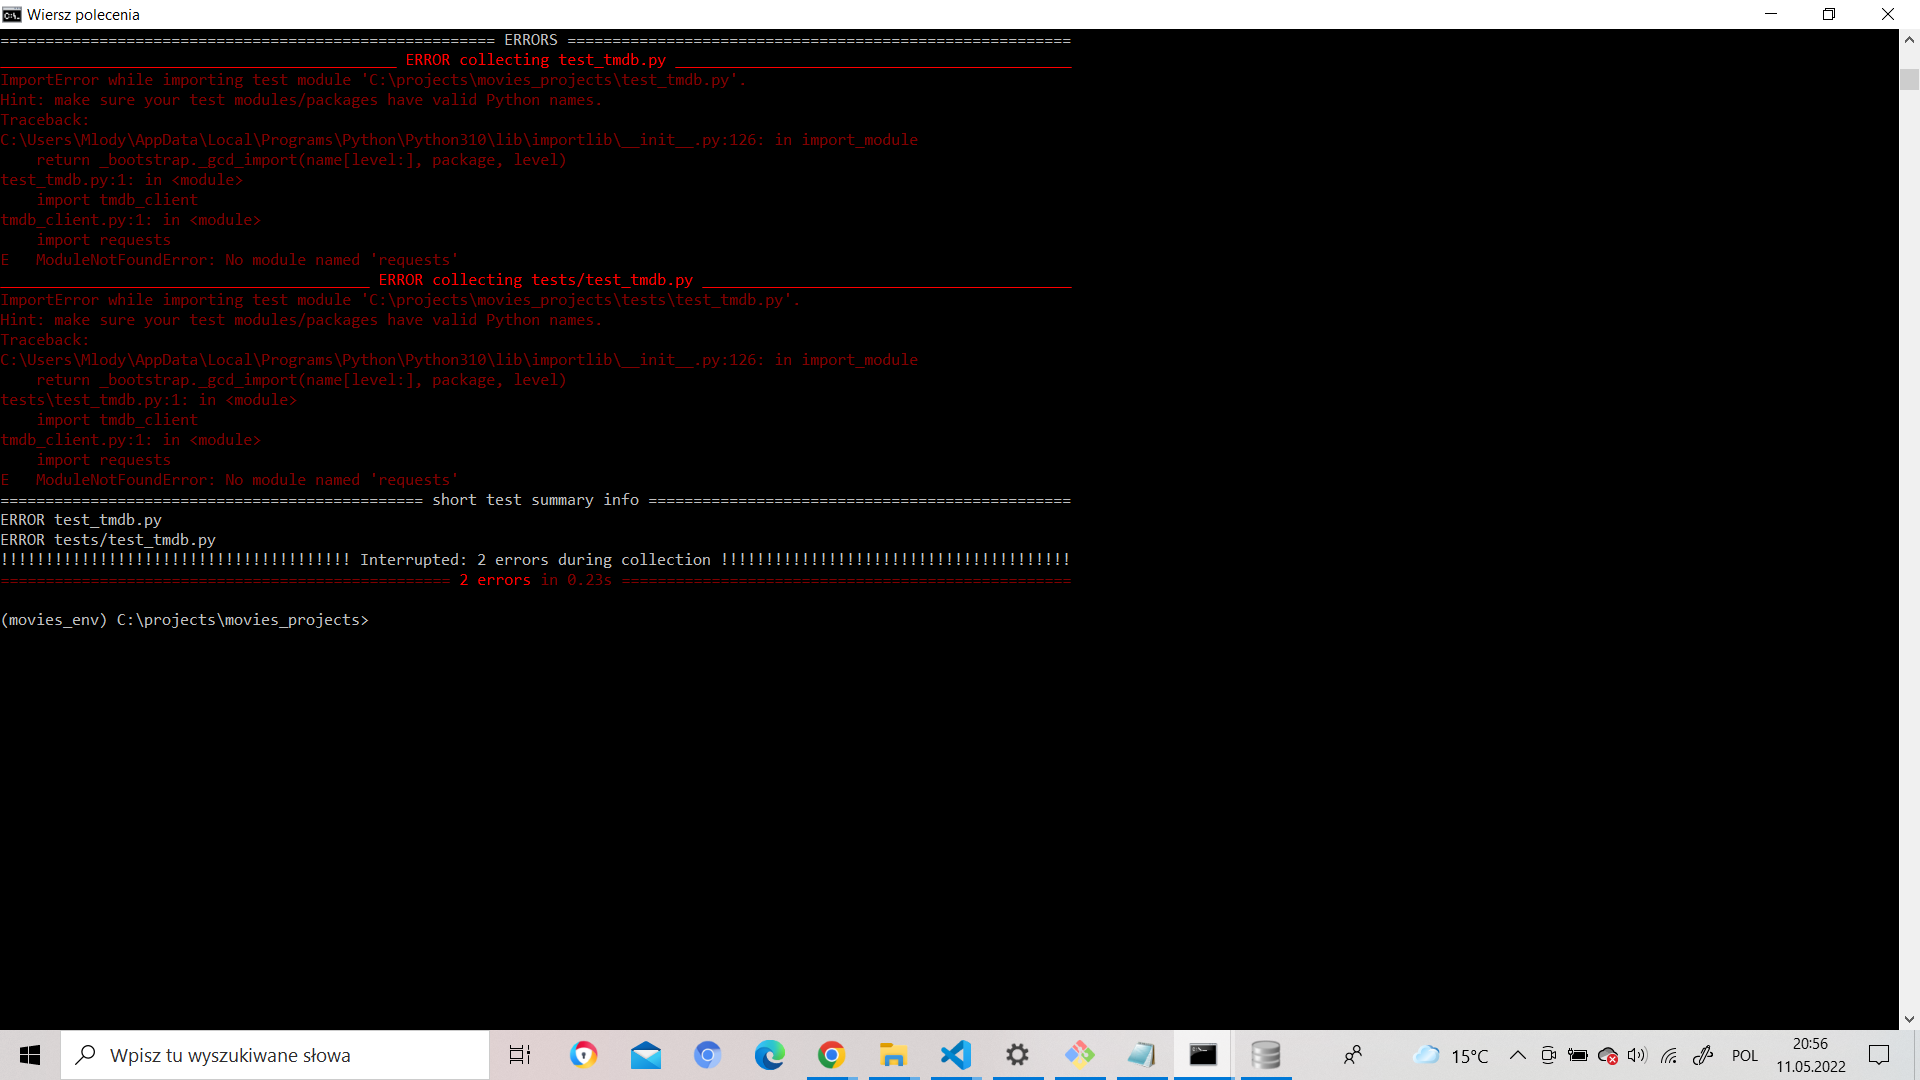 Wiersz polecenia
======================================================= ERRORS ========================================================
____________________________________________ ERROR collecting test_tmdb.py ____________________________________________
ImportError while importing test module 'C:\projects\movies_projects\test_tmdb.py'.
Hint: make sure your test modules/packages have valid Python names.
Traceback:
C:\Users\Mlody\AppData\Local\Programs\Python\Python310\lib\importlib\__init__.py:126: in import_module
    return _bootstrap._gcd_import(name[level:], package, level)
test_tmdb.py:1: in <module>
    import tmdb_client
tmdb_client.py:1: in <module>
    import requests
E   ModuleNotFoundError: No module named 'requests'
_________________________________________ ERROR collecting tests/test_tmdb.py _________________________________________
ImportError while importing test module 'C:\projects\movies_projects\tests\test_tmdb.py'.
Hint: make sure your test modules/packages have valid Python names.
Traceback:
C:\Users\Mlody\AppData\Local\Programs\Python\Python310\lib\importlib\__init__.py:126: in import_module
    return _bootstrap._gcd_import(name[level:], package, level)
tests\test_tmdb.py:1: in <module>
    import tmdb_client
tmdb_client.py:1: in <module>
    import requests
E   ModuleNotFoundError: No module named 'requests'
=============================================== short test summary info ===============================================
ERROR test_tmdb.py
ERROR tests/test_tmdb.py
!!!!!!!!!!!!!!!!!!!!!!!!!!!!!!!!!!!!!!! Interrupted: 2 errors during collection !!!!!!!!!!!!!!!!!!!!!!!!!!!!!!!!!!!!!!!
================================================== 2 errors in 0.23s ==================================================
(movies_env) C:\projects\movies_projects>
Wpisz tu wyszukiwane słowa
15°C
POL
20:56
11.05.2022